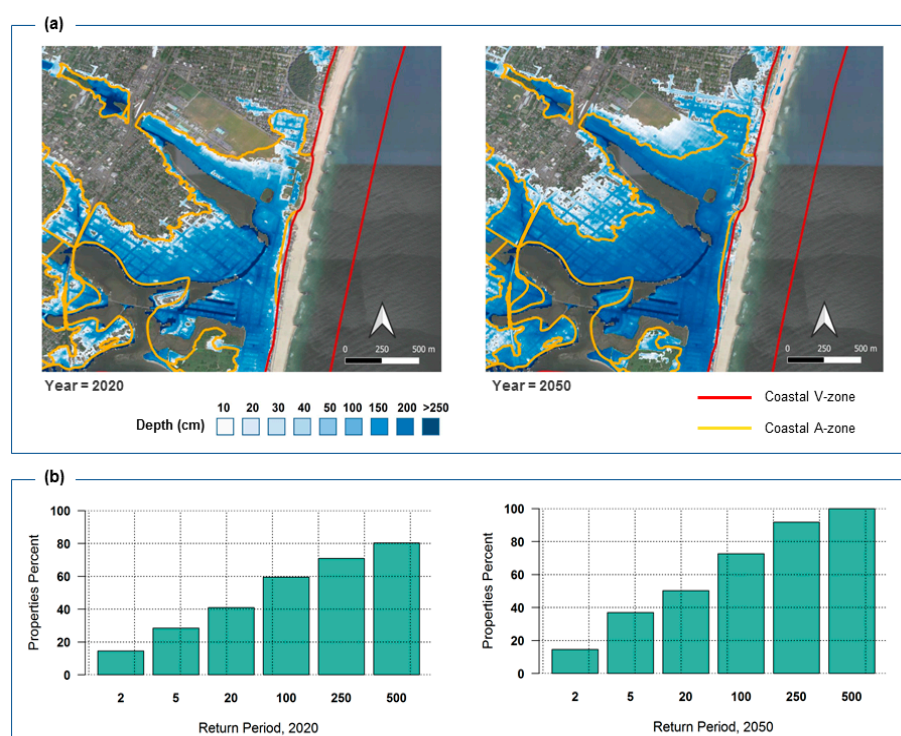 (a)
0 250 500 m
0 250 500 m
Year = 2020
Year = 2050
Depth (cm)
10 20 30 40 50 100 150 200 >250
Coastal V-zone
Coastal A-zone
(b)
Properties Percent
100
80
60
40
20
0
2 5 20 100 250 500
Return Period, 2020
Properties Percent
100
80
60
40
20
0
2 5 20 100 250 500
Return Period, 2050